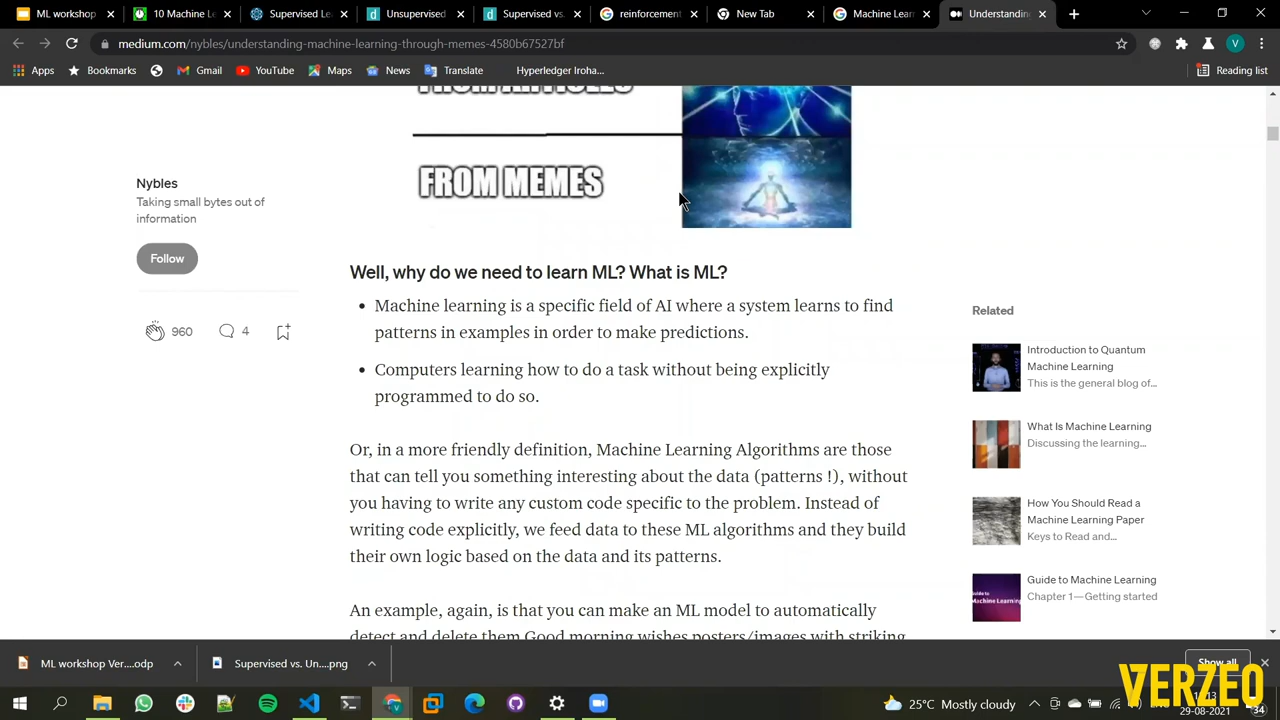 ML workshop
10 Machine Le
Supervised Le
Unsupervised
Supervised vs.
reinforcement
New Tab
Machine Learn
Understanding
medium.com/nybles/understanding-machine-learning-through-memes-4580b67527bf
V
Apps
Bookmarks
Gmail
YouTube
Maps
News
Translate
Hyperledger Iroha...
Reading list
FROM ARTICLES
FROM MEMES
Nybles
Taking small bytes out of
information
Follow
960
4
Well, why do we need to learn ML? What is ML?
Machine learning is a specific field of AI where a system learns to find
patterns in examples in order to make predictions.
Computers learning how to do a task without being explicitly
programmed to do so.
Or, in a more friendly definition, Machine Learning Algorithms are those
that can tell you something interesting about the data (patterns !), without
you having to write any custom code specific to the problem. Instead of
writing code explicitly, we feed data to these ML algorithms and they build
their own logic based on the data and its patterns.
An example, again, is that you can make an ML model to automatically
detect and delete them Good morning wishes posters/images with striking
Related
Introduction to Quantum
Machine Learning
This is the general blog of...
What Is Machine Learning
Discussing the learning...
How You Should Read a
Machine Learning Paper
Keys to Read and...
Guide to Machine Learning
Chapter 1—Getting started
ML workshop Ver....odp
Supervised vs. Un....png
Show all
VERZEO
25°C Mostly cloudy
29-08-2021
34